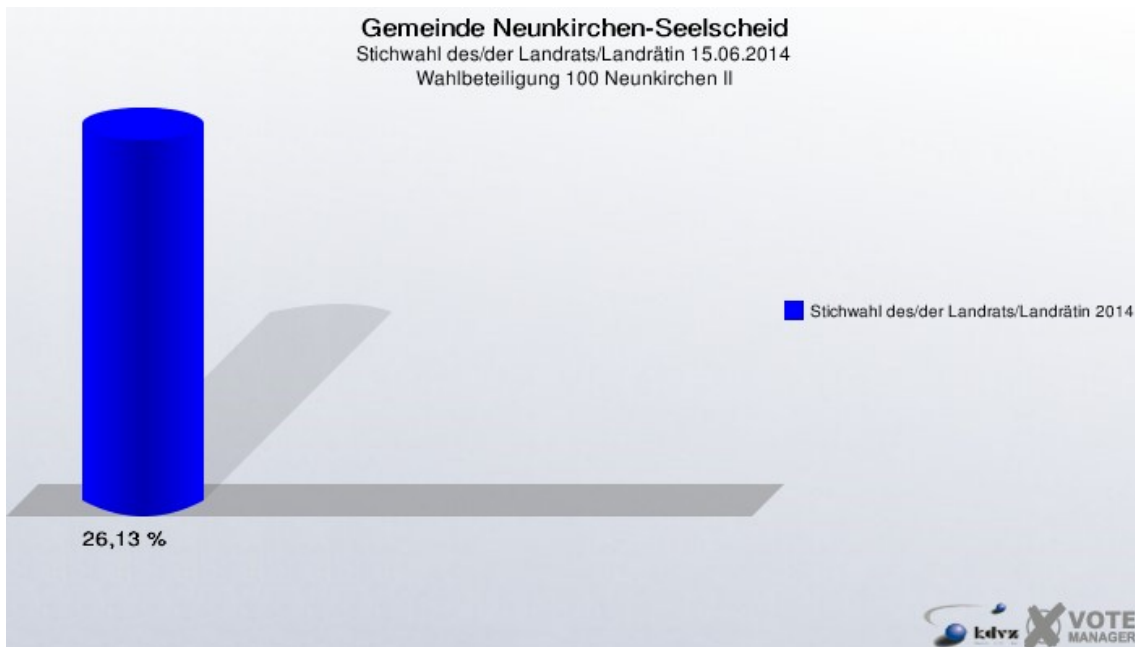 Gemeinde Neunkirchen-Seelscheid
Stichwahl des/der Landrats/Landrätin 15.06.2014
Wahlbeteiligung 100 Neunkirchen II
Stichwahl des/der Landrats/Landrätin 2014
26,13 %
kdvz
VOTE
MANAGER